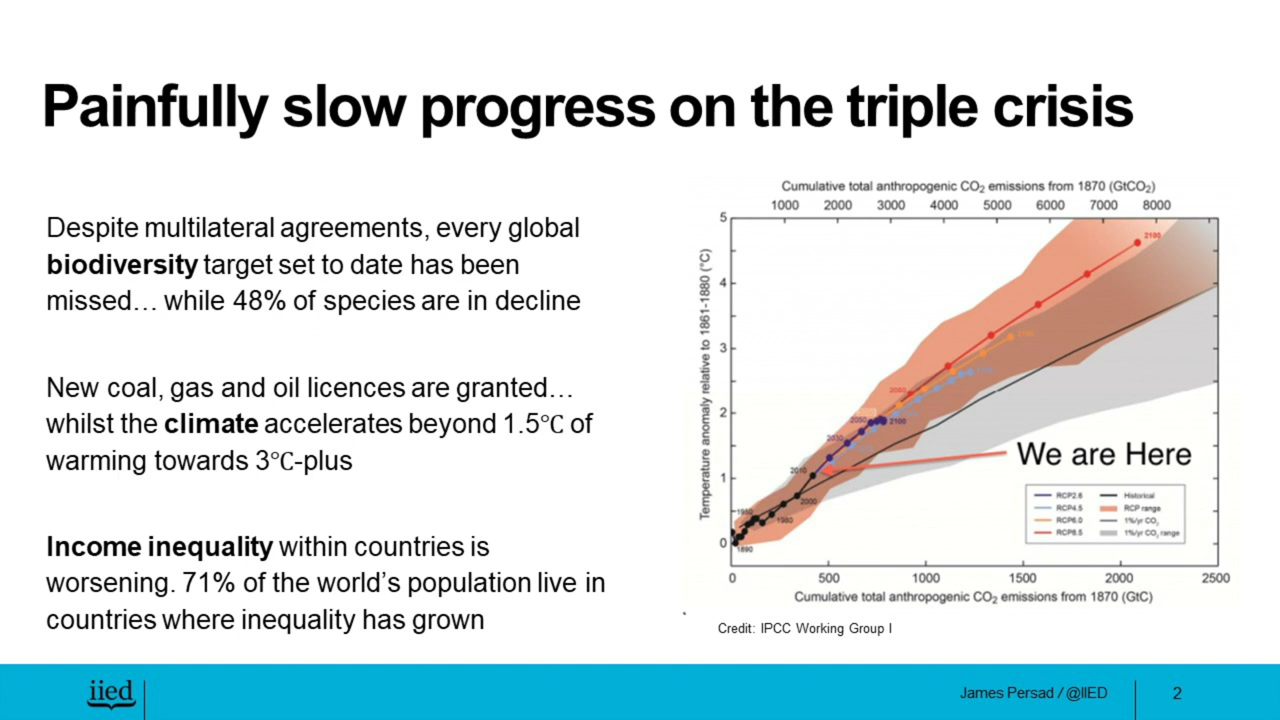 Painfully slow progress on the triple crisis
Despite multilateral agreements, every global
biodiversity target set to date has been
missed… while 48% of species are in decline
New coal, gas and oil licences are granted…
whilst the climate accelerates beyond 1.5℃ of
warming towards 3℃-plus
Income inequality within countries is
worsening. 71% of the world’s population live in
countries where inequality has grown
Cumulative total anthropogenic CO₂ emissions from 1870 (GtCO₂)
1000 2000 3000 4000 5000 6000 7000 8000
Temperature anomaly relative to 1861-1880 (°C)
5
4
3
2
1
0
2100
2050
2050
2100
2030
2010
2000
1950
1980
1890
We are Here
RCP2.6 Historical
RCP4.5 RCP range
RCP6.0 1%/yr CO₂
RCP8.5 1%/yr CO₂ range
0 500 1000 1500 2000 2500
Cumulative total anthropogenic CO₂ emissions from 1870 (GtC)
Credit: IPCC Working Group I
iied
James Persad / @IIED
2